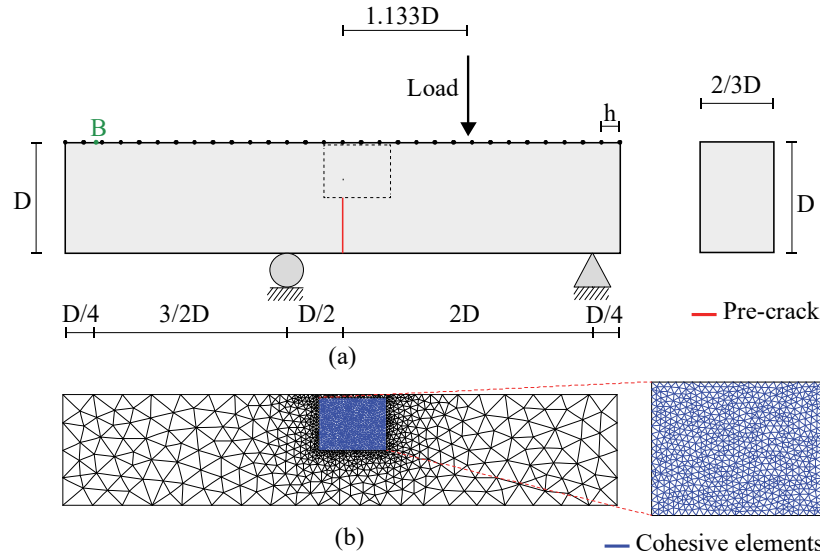 1.133D
Load
2/3D
h
B
D
D
D/4
3/2D
D/2
2D
D/4
Pre-crack
(a)
(b)
Cohesive elements